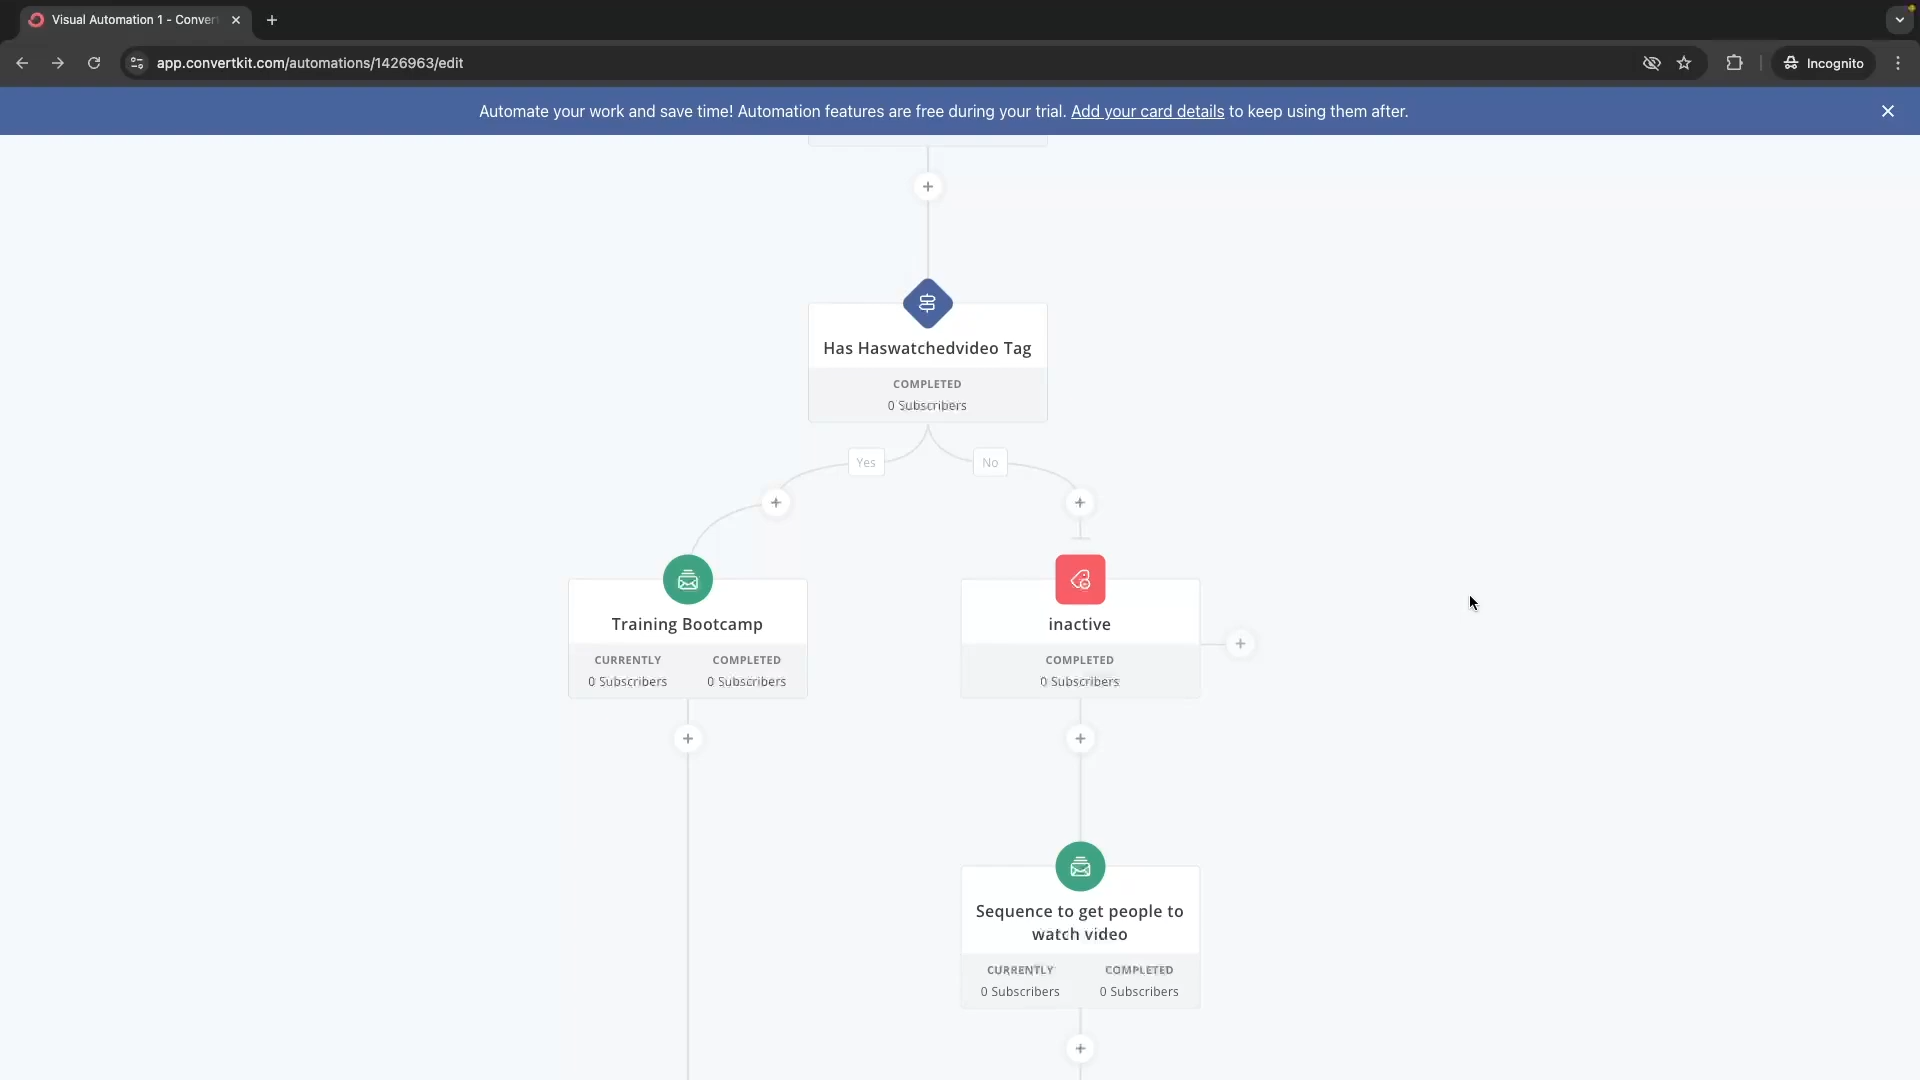 Visual Automation 1 - Conver
app.convertkit.com/automations/1426963/edit
Incognito
Automate your work and save time! Automation features are free during your trial. Add your card details to keep using them after.
Has Haswatchedvideo Tag
COMPLETED
0 Subscribers
Yes
No
Training Bootcamp
CURRENTLY COMPLETED
0 Subscribers 0 Subscribers
inactive
COMPLETED
0 Subscribers
Sequence to get people to
watch video
CURRENTLY COMPLETED
0 Subscribers 0 Subscribers